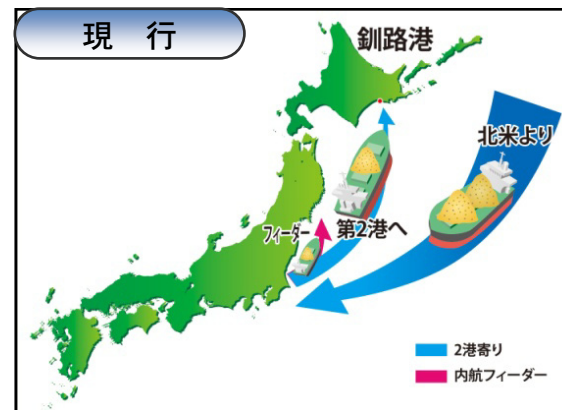 現 行
釧路港
北米より
フィーダー
第2港へ
2港寄り
内航フィーダー